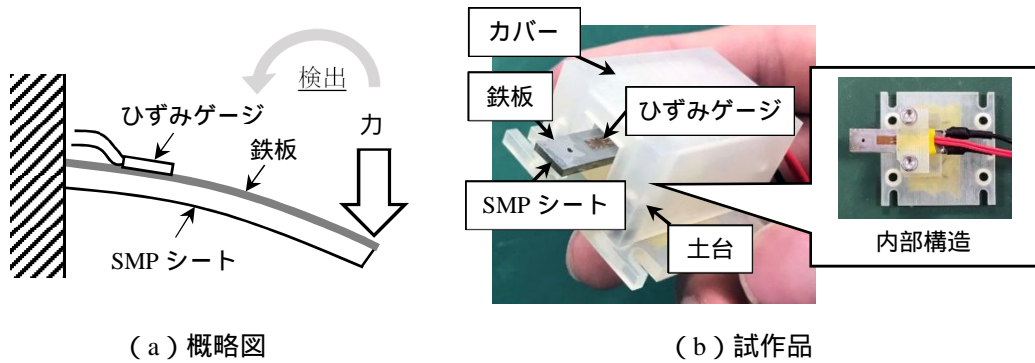 検出
ひずみゲージ
力
鉄板
SMP シート
(a) 概略図
カバー
鉄板
ひずみゲージ
SMP シート
土台
内部構造
(b) 試作品